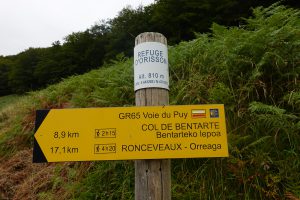 REFUGE
D'ORISSON
Alt. 810 m
GR65 Voie du Puy
8,9 km 2h15 COL DE BENTARTE
Bentarteko lepoa
17,1 km 4h20 RONCEVEAUX - Orreaga